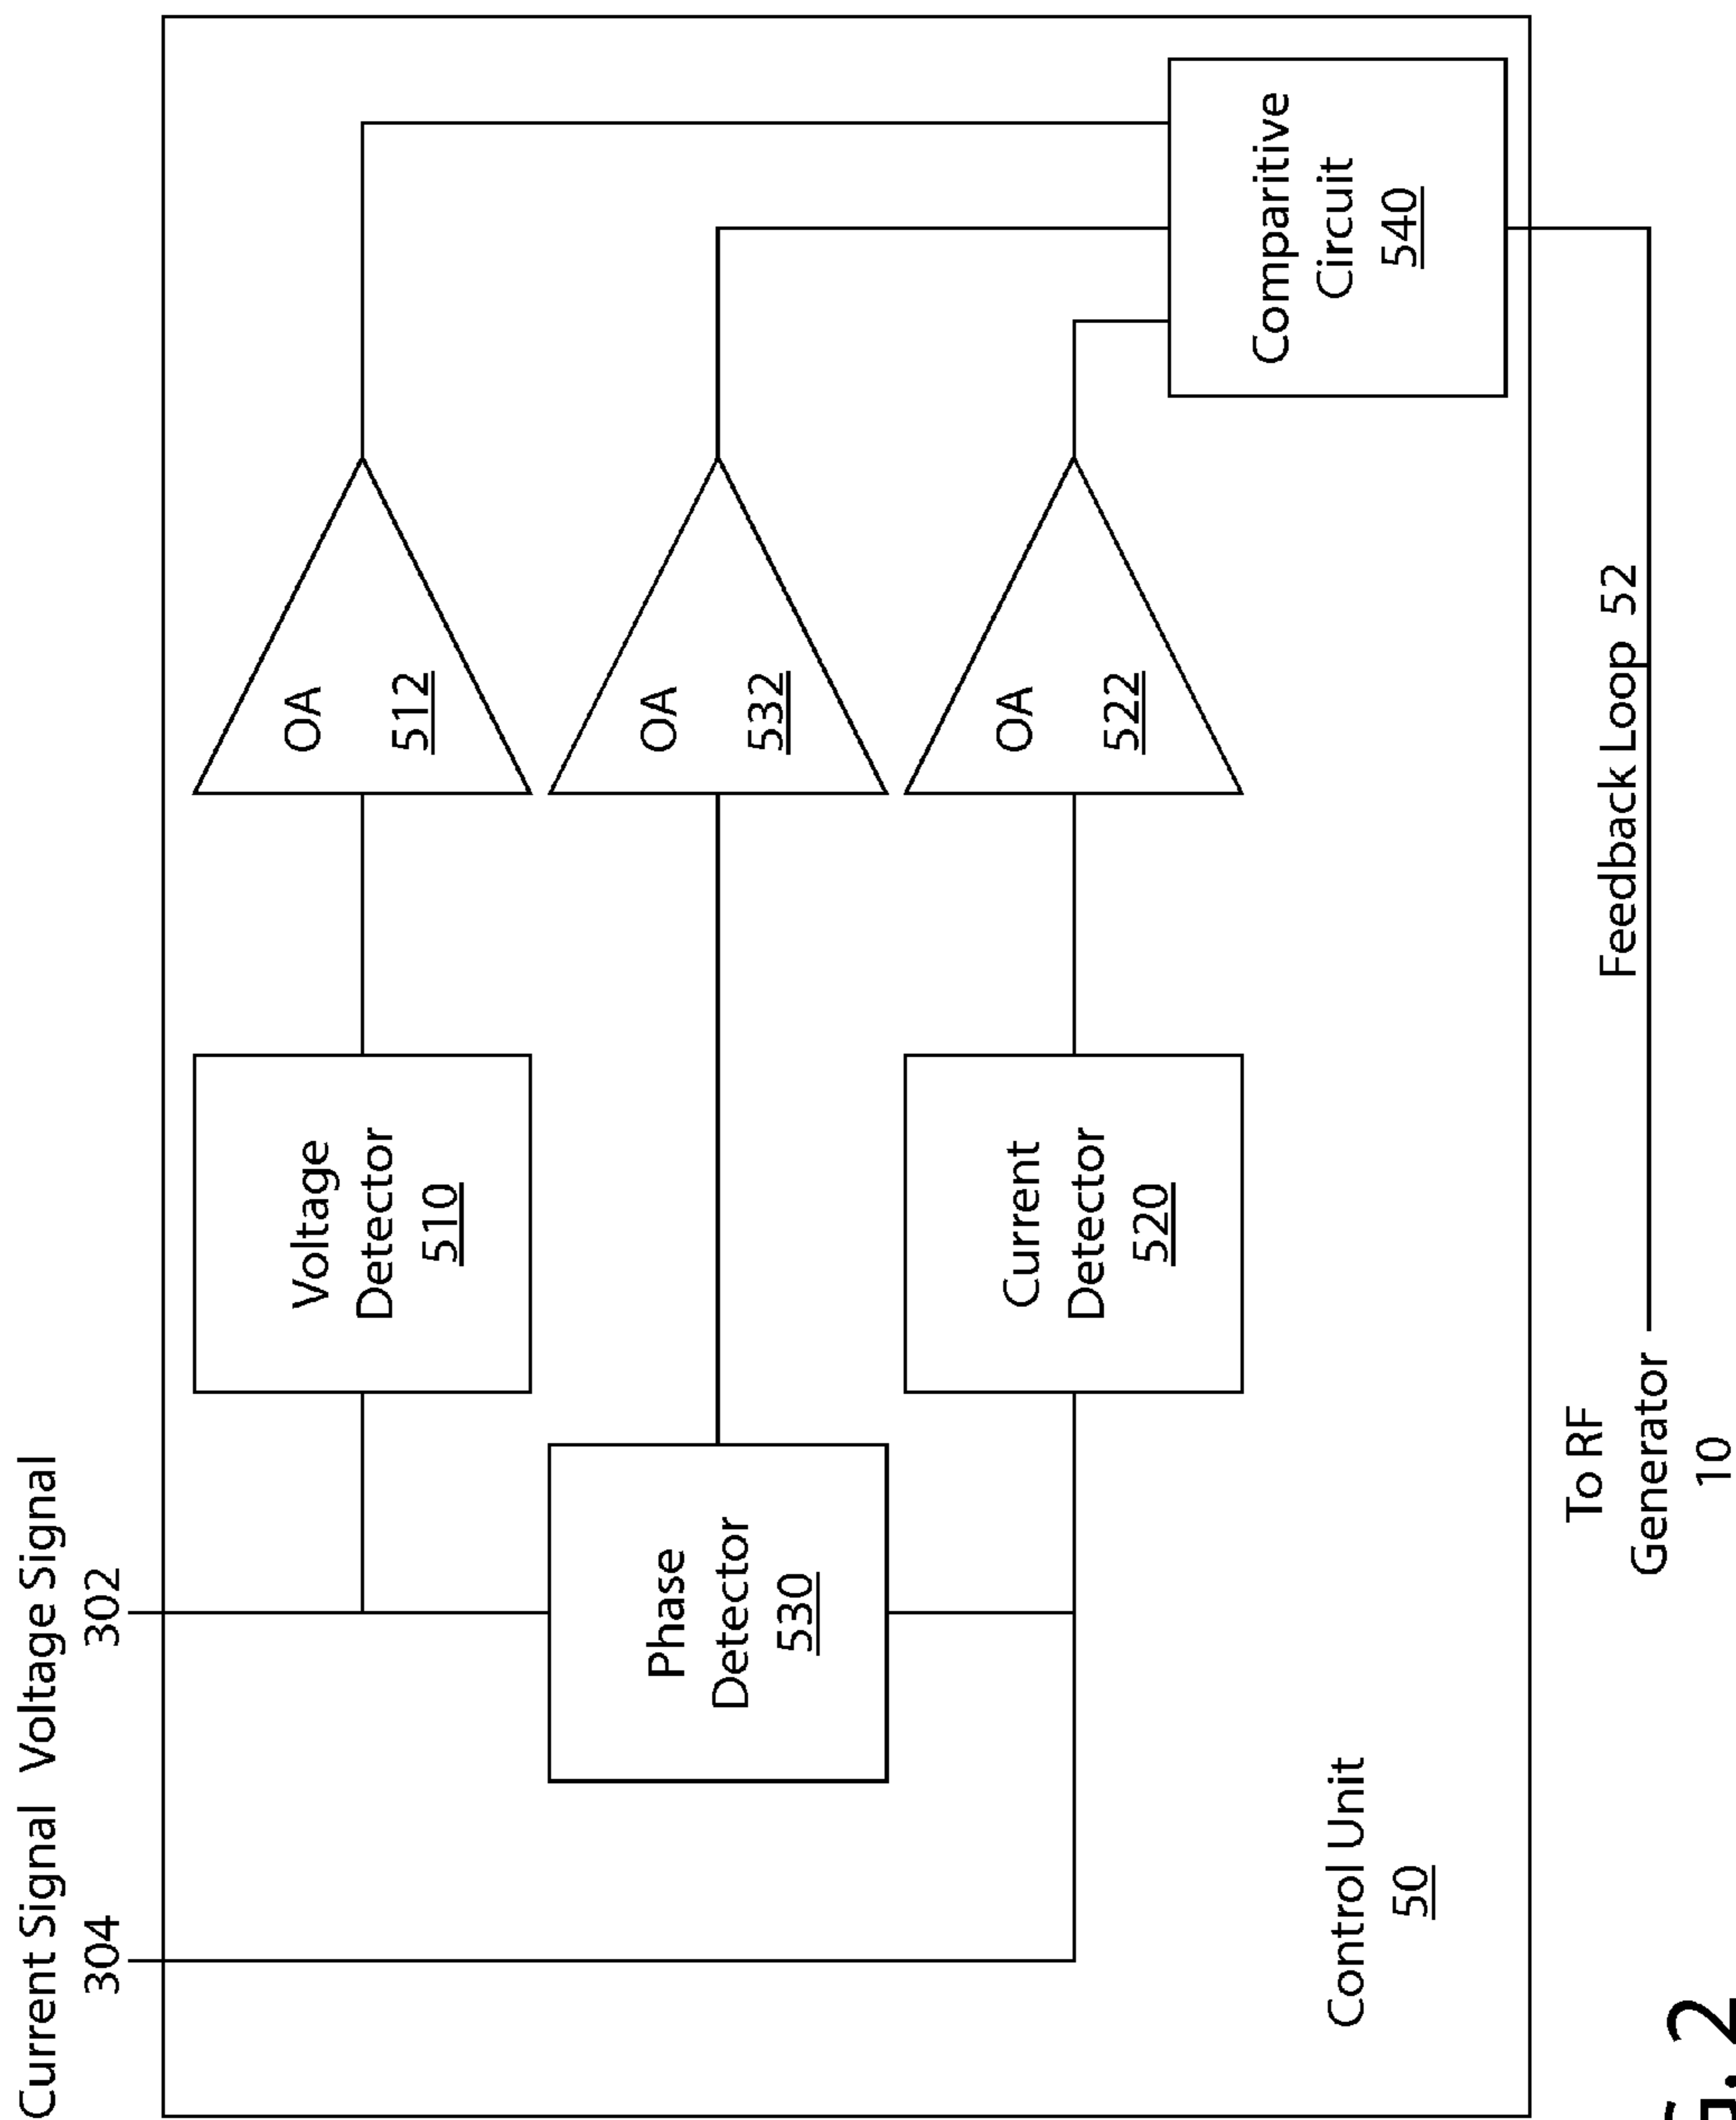 Current Signal
304
Voltage Signal
302
Voltage
Detector
510
OA
512
Phase
Detector
530
OA
532
Current
Detector
520
OA
522
Comparitive
Circuit
540
Control Unit
50
Feedback Loop 52
To RF
Generator
10
2